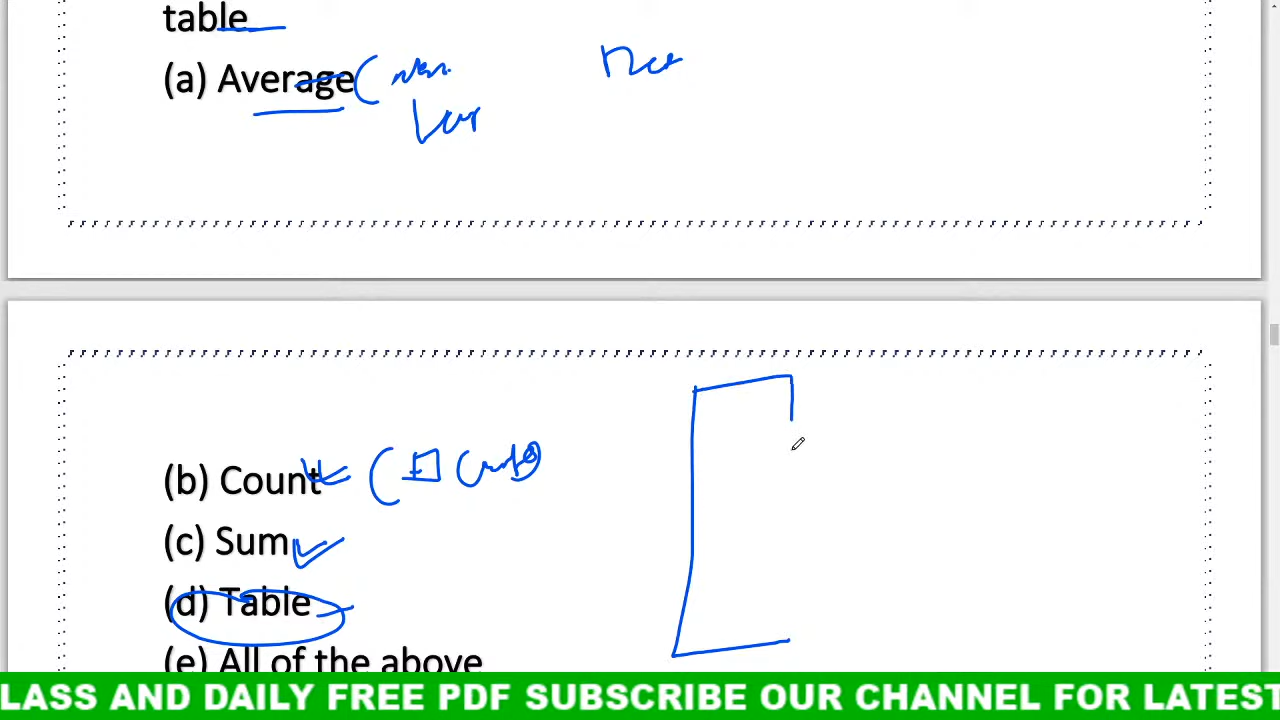 table
(a) Average
(b) Count
(c) Sum
(d) Table
(e) All of the above
LASS AND DAILY FREE PDF SUBSCRIBE OUR CHANNEL FOR LATEST